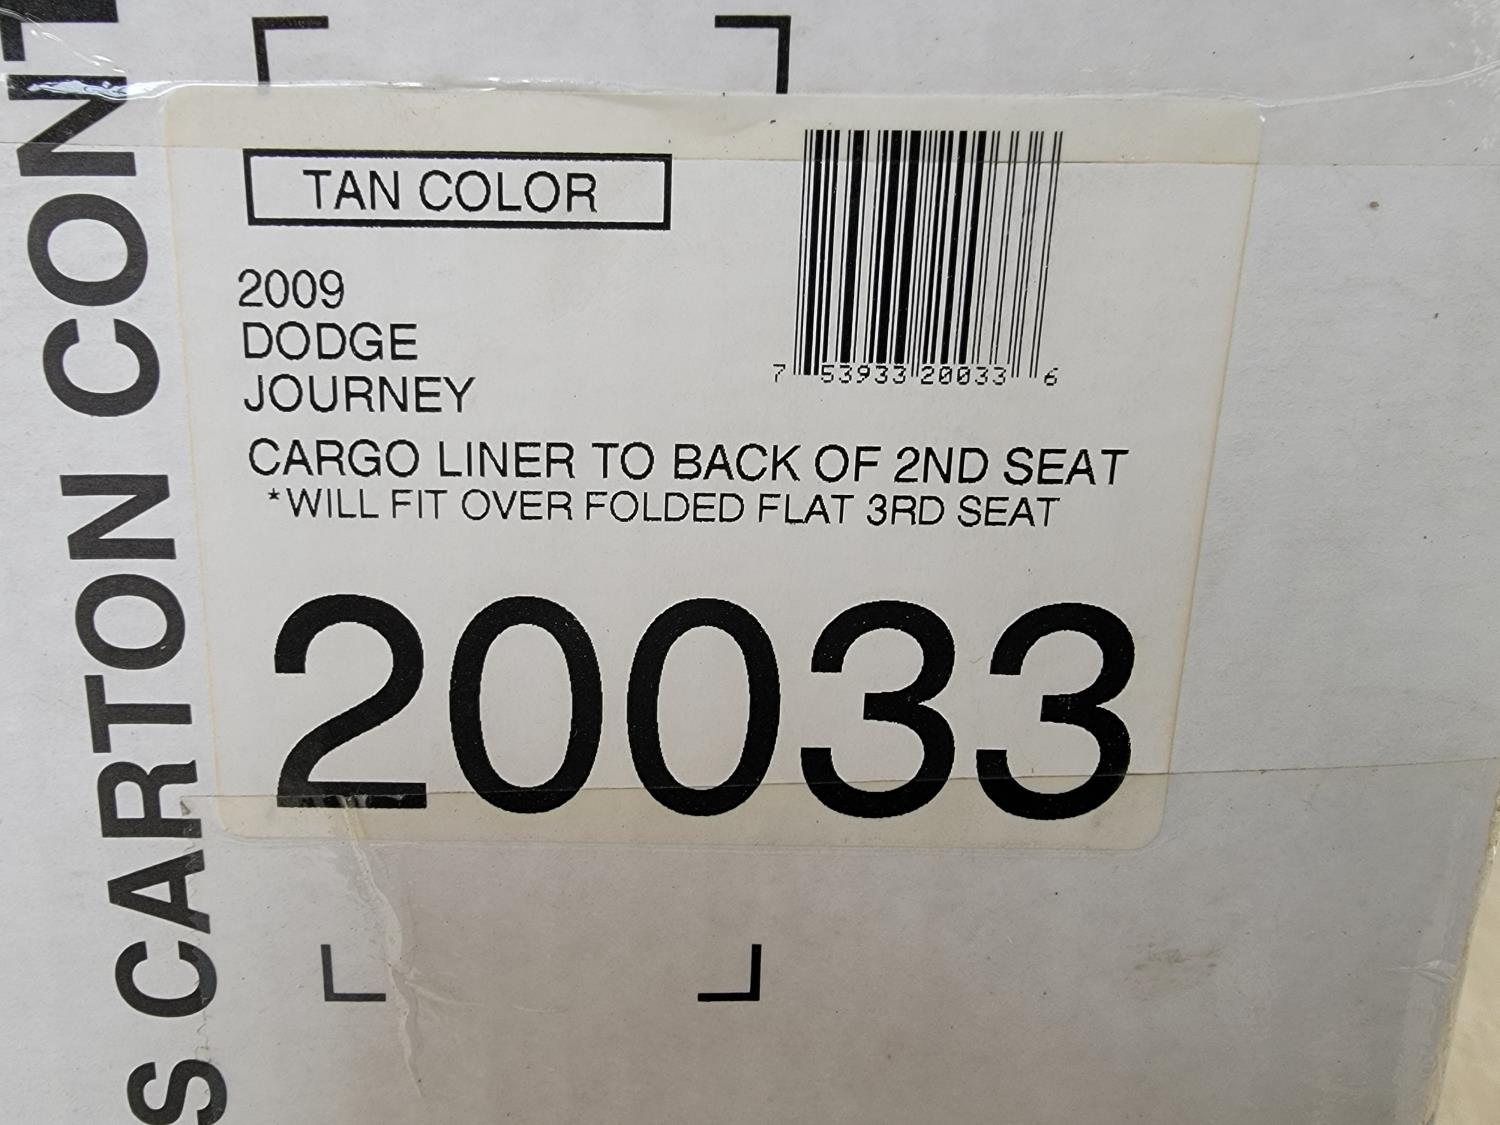 TAN COLOR
7 53933 20033 6
2009
DODGE
JOURNEY
CARGO LINER TO BACK OF 2ND SEAT
*WILL FIT OVER FOLDED FLAT 3RD SEAT
20033
S CARTON CONT